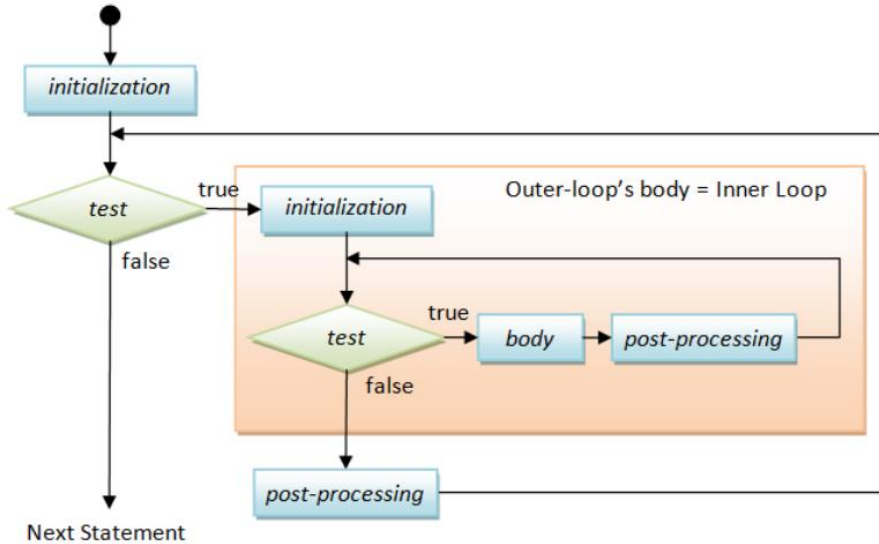 initialization
true
Outer-loop's body = Inner Loop
test
initialization
false
true
test
body
post-processing
false
post-processing
Next Statement